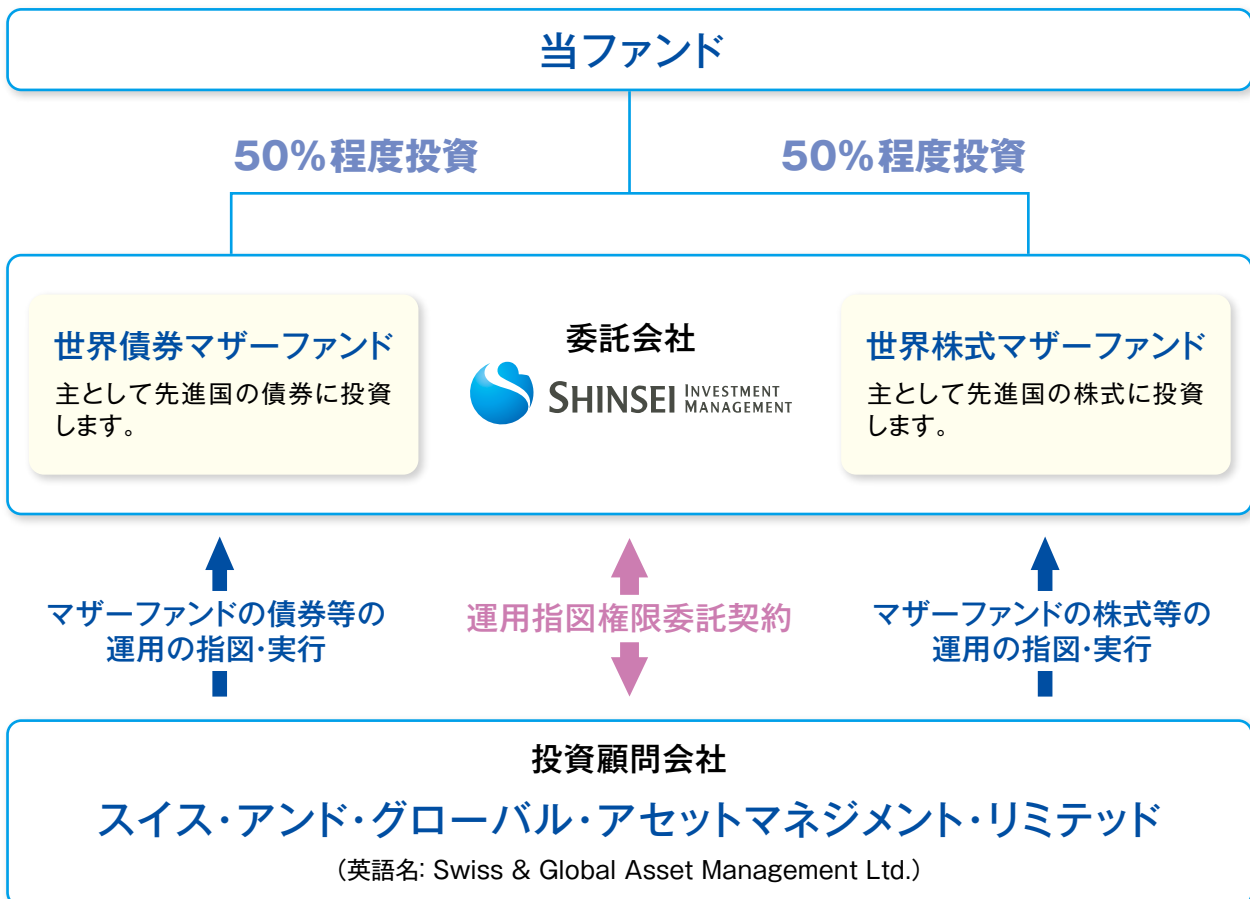 当ファンド
50%程度投資
50%程度投資
世界債券マザーファンド
主として先進国の債券に投資
します。
委託会社
SHINSEI INVESTMENT MANAGEMENT
世界株式マザーファンド
主として先進国の株式に投資
します。
マザーファンドの債券等の
運用の指図・実行
運用指図権限委託契約
マザーファンドの株式等の
運用の指図・実行
投資顧問会社
スイス・アンド・グローバル・アセットマネジメント・リミテッド
（英語名: Swiss & Global Asset Management Ltd.）